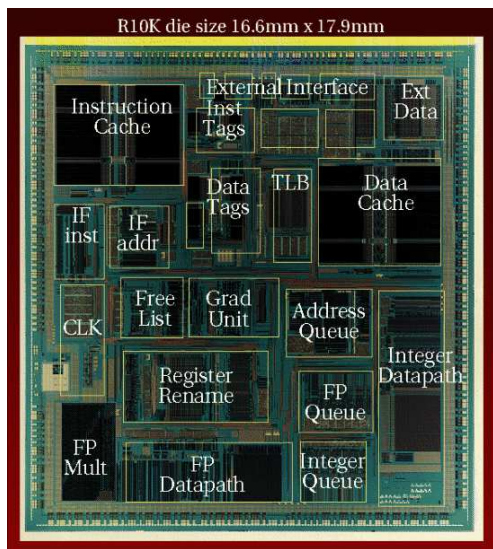 R10K die size 16.6mm x 17.9mm
External Interface
Instruction
Cache
Inst
Tags
Ext
Data
Data
Tags
TLB
Data
Cache
IF
inst
IF
addr
CLK
Free
List
Grad
Unit
Address
Queue
Integer
Datapath
Register
Rename
FP
Queue
FP
Mult
FP
Datapath
Integer
Queue